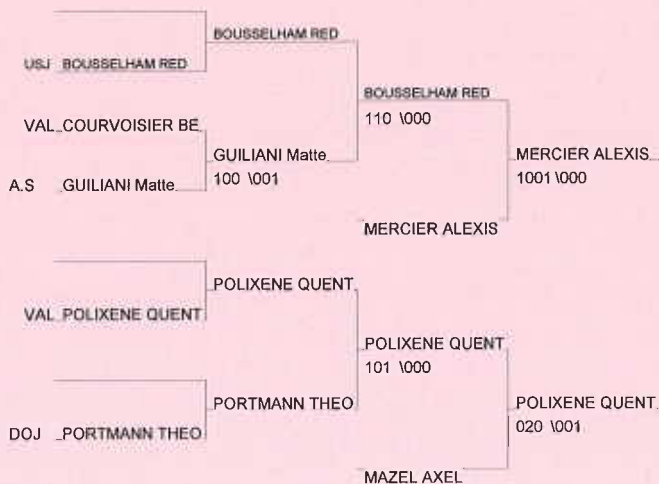 BOUSSELHAM RED
USJ BOUSSELHAM RED
BOUSSELHAM RED
110 \000
VAL COURVOISIER BE
GUILIANI Matte
100 \001
MERCIER ALEXIS
1001 \000
A.S GUILIANI Matte
MERCIER ALEXIS
POLIXENE QUENT
VAL POLIXENE QUENT
POLIXENE QUENT
101 \000
PORTMANN THEO
POLIXENE QUENT
020 \001
DOJ PORTMANN THEO
MAZEL AXEL